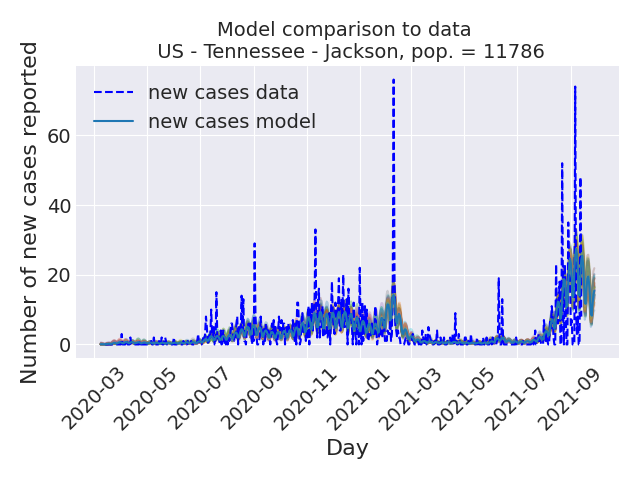 Model comparison to data
US - Tennessee - Jackson, pop. = 11786
Number of new cases reported
new cases data
new cases model
60
40
20
0
2020-03
2020-05
2020-07
2020-09
2020-11
2021-01
2021-03
2021-05
2021-07
2021-09
Day